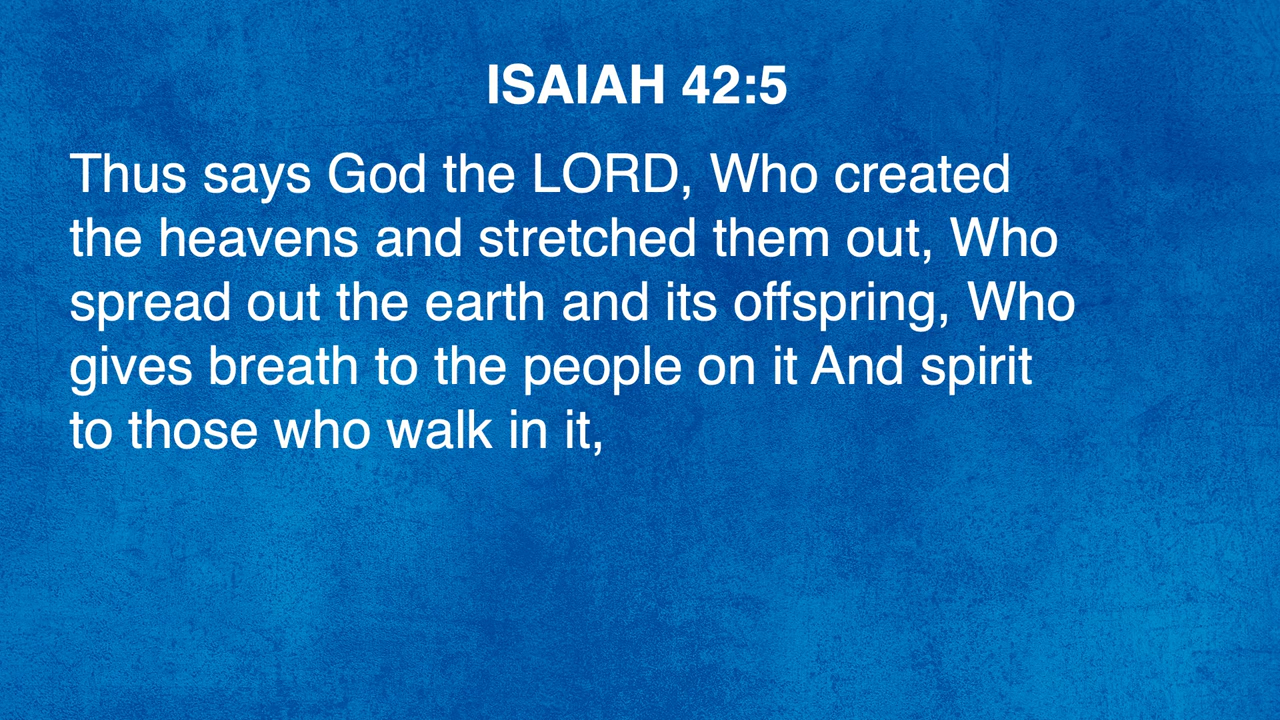 ISAIAH 42:5
Thus says God the LORD, Who created
the heavens and stretched them out, Who
spread out the earth and its offspring, Who
gives breath to the people on it And spirit
to those who walk in it,